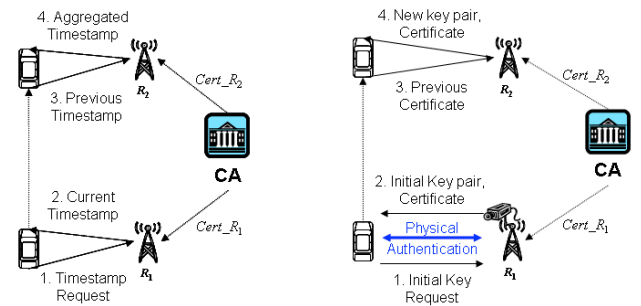 4. Aggregated
Timestamp
R₂
Cert_R₂
3. Previous
Timestamp
CA
2. Current
Timestamp
Cert_R₁
R₁
1. Timestamp
Request
4. New key pair,
Certificate
R₂
Cert_R₂
3. Previous
Certificate
CA
2. Initial Key pair,
Certificate
Physical
Authentication
Cert_R₁
R₁
1. Initial Key
Request